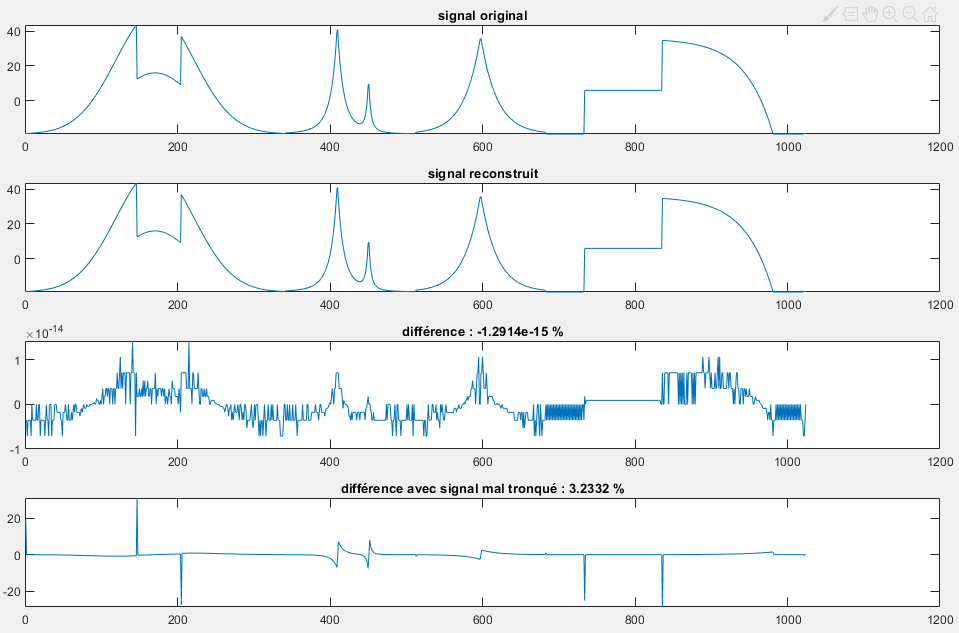 signal original
40
20
0
0 200 400 600 800 1000 1200
signal reconstruit
40
20
0
0 200 400 600 800 1000 1200
×10-14 différence : -1.2914e-15 %
1
0
-1
0 200 400 600 800 1000 1200
différence avec signal mal tronqué : 3.2332 %
20
0
-20
0 200 400 600 800 1000 1200